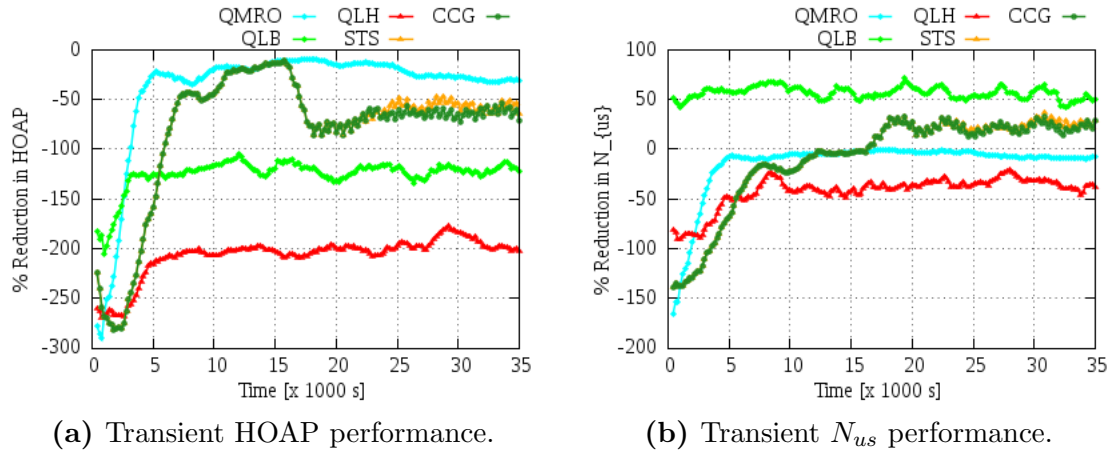 QMRO QLH CCG
QLB STS
% Reduction in HOAP
0
-50
-100
-150
-200
-250
-300
0 5 10 15 20 25 30 35
Time [x 1000 s]
(a) Transient HOAP performance.
QMRO QLH CCG
QLB STS
% Reduction in N_{us}
100
50
0
-50
-100
-150
-200
0 5 10 15 20 25 30 35
Time [x 1000 s]
(b) Transient N_us performance.